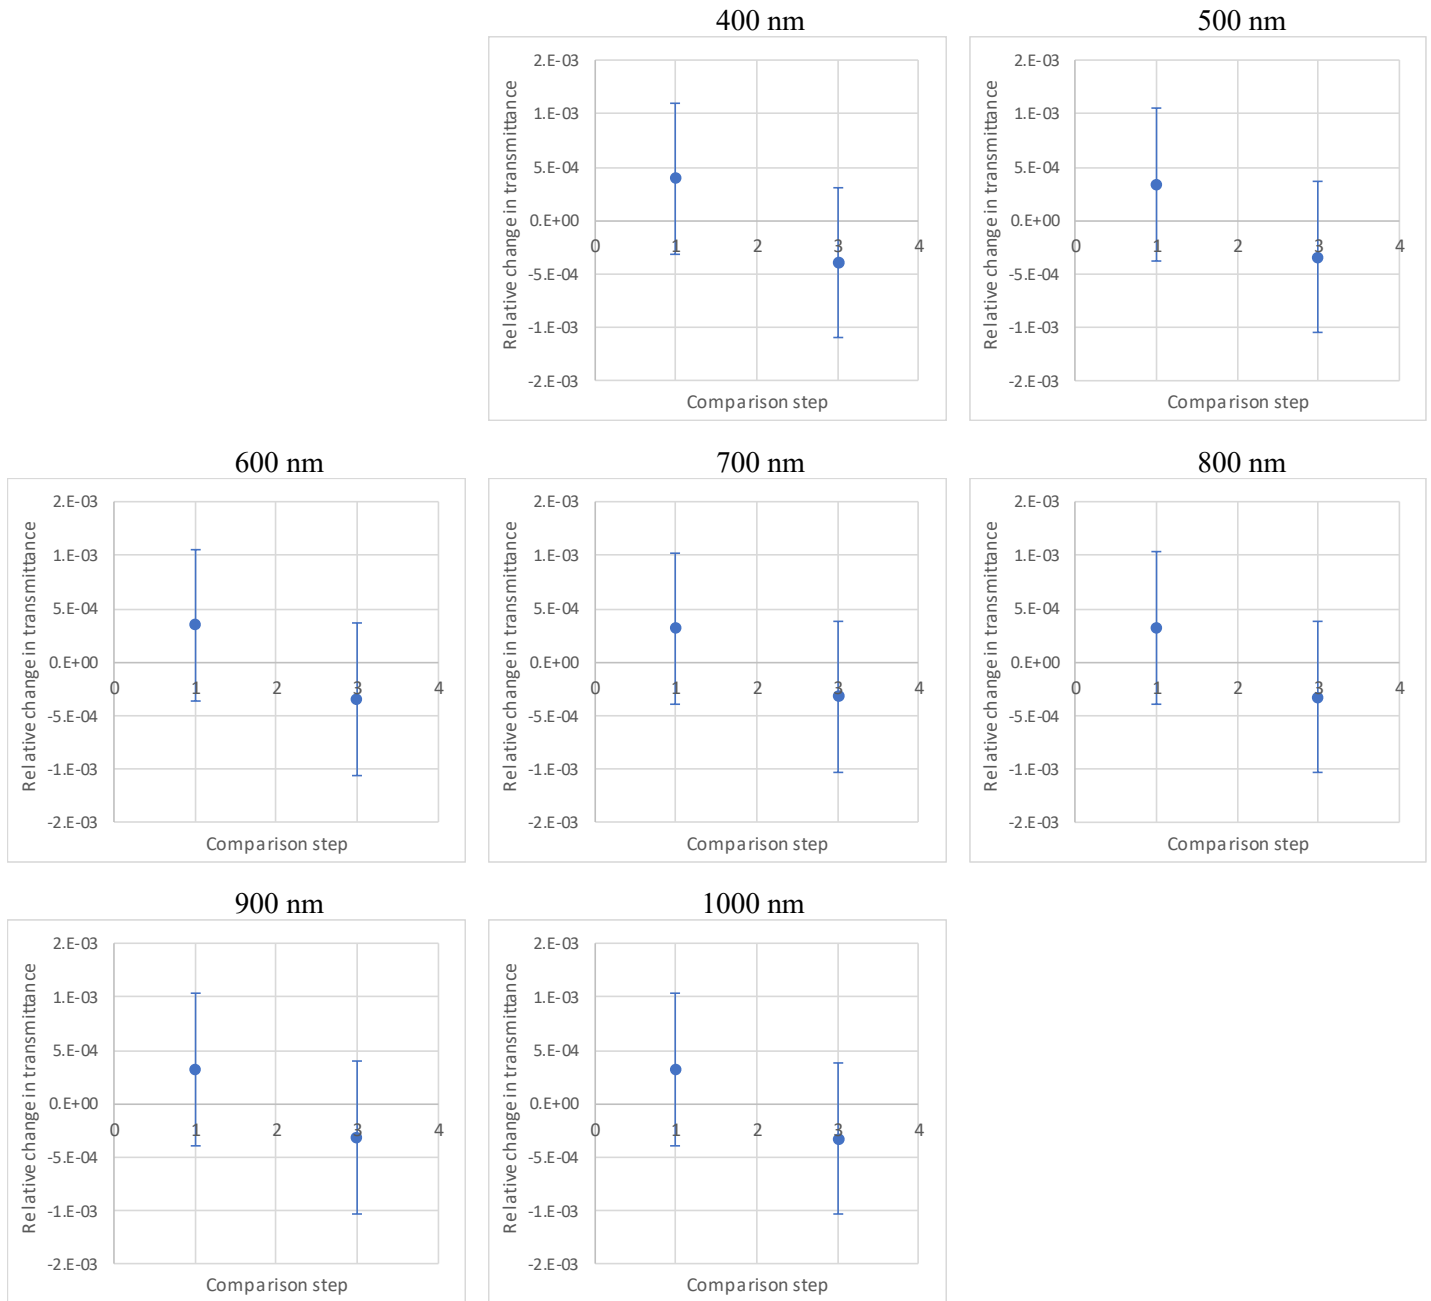 400 nm
Relative change in transmittance
2.E-03
1.E-03
5.E-04
0.E+00
-5.E-04
-1.E-03
-2.E-03
0 1 2 3 4
Comparison step
500 nm
Relative change in transmittance
2.E-03
1.E-03
5.E-04
0.E+00
-5.E-04
-1.E-03
-2.E-03
0 1 2 3 4
Comparison step
600 nm
Relative change in transmittance
2.E-03
1.E-03
5.E-04
0.E+00
-5.E-04
-1.E-03
-2.E-03
0 1 2 3 4
Comparison step
700 nm
Relative change in transmittance
2.E-03
1.E-03
5.E-04
0.E+00
-5.E-04
-1.E-03
-2.E-03
0 1 2 3 4
Comparison step
800 nm
Relative change in transmittance
2.E-03
1.E-03
5.E-04
0.E+00
-5.E-04
-1.E-03
-2.E-03
0 1 2 3 4
Comparison step
900 nm
Relative change in transmittance
2.E-03
1.E-03
5.E-04
0.E+00
-5.E-04
-1.E-03
-2.E-03
0 1 2 3 4
Comparison step
1000 nm
Relative change in transmittance
2.E-03
1.E-03
5.E-04
0.E+00
-5.E-04
-1.E-03
-2.E-03
0 1 2 3 4
Comparison step